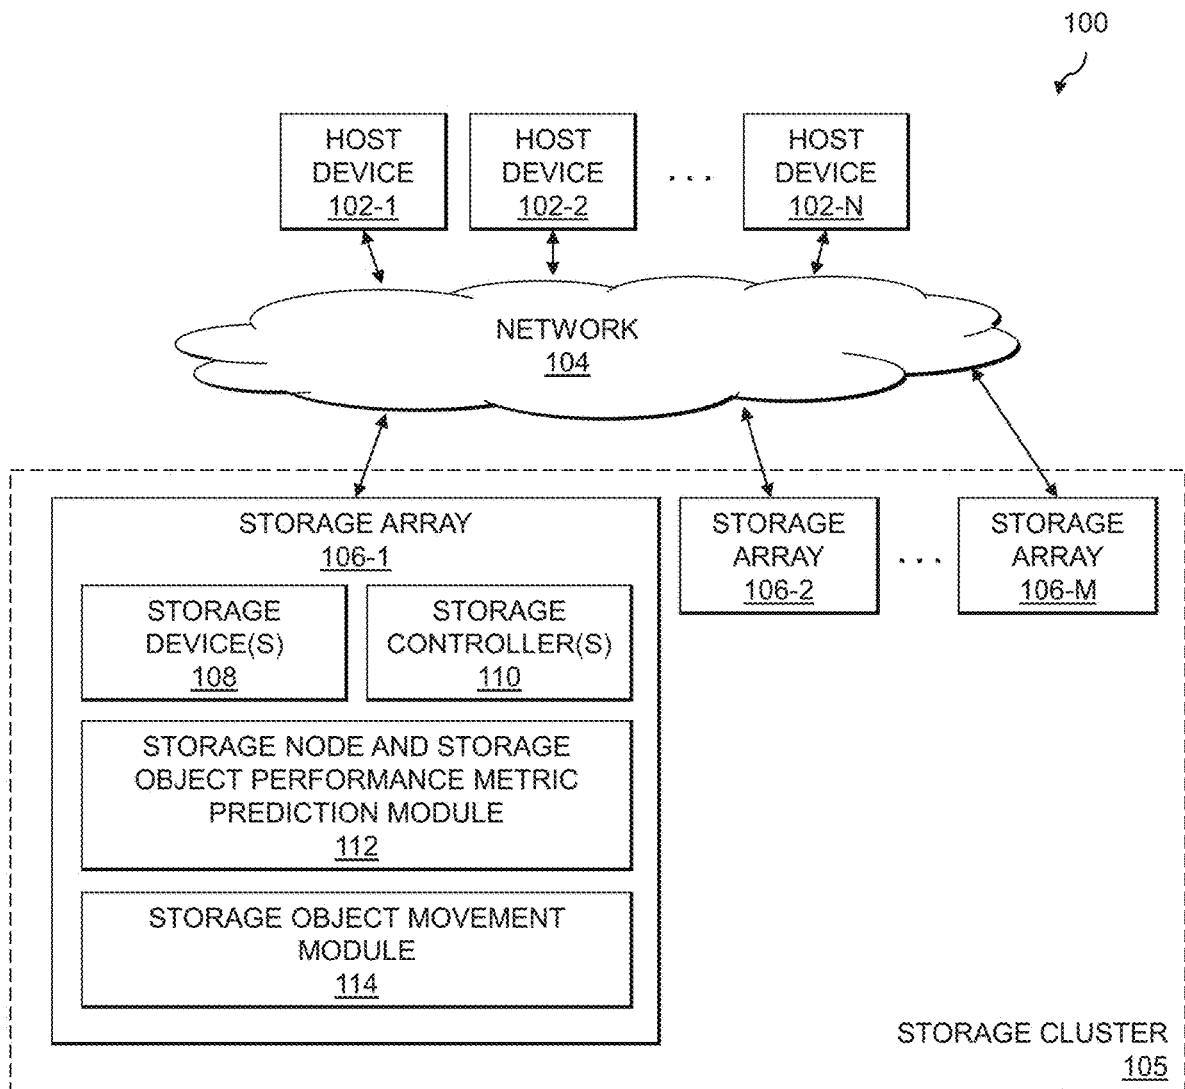 100
HOST
DEVICE
102-1
HOST
DEVICE
102-2
. . .
HOST
DEVICE
102-N
NETWORK
104
STORAGE ARRAY
106-1
STORAGE
DEVICE(S)
108
STORAGE
CONTROLLER(S)
110
STORAGE NODE AND STORAGE
OBJECT PERFORMANCE METRIC
PREDICTION MODULE
112
STORAGE OBJECT MOVEMENT
MODULE
114
STORAGE
ARRAY
106-2
. . .
STORAGE
ARRAY
106-M
STORAGE CLUSTER
105